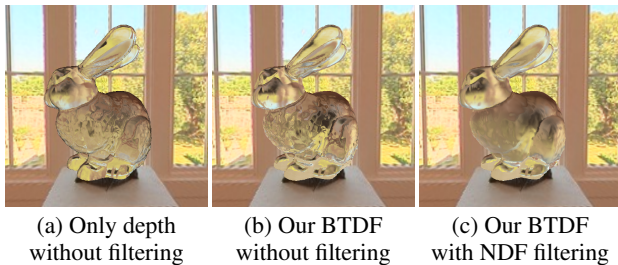 (a) Only depth
without filtering
(b) Our BTDF
without filtering
(c) Our BTDF
with NDF filtering